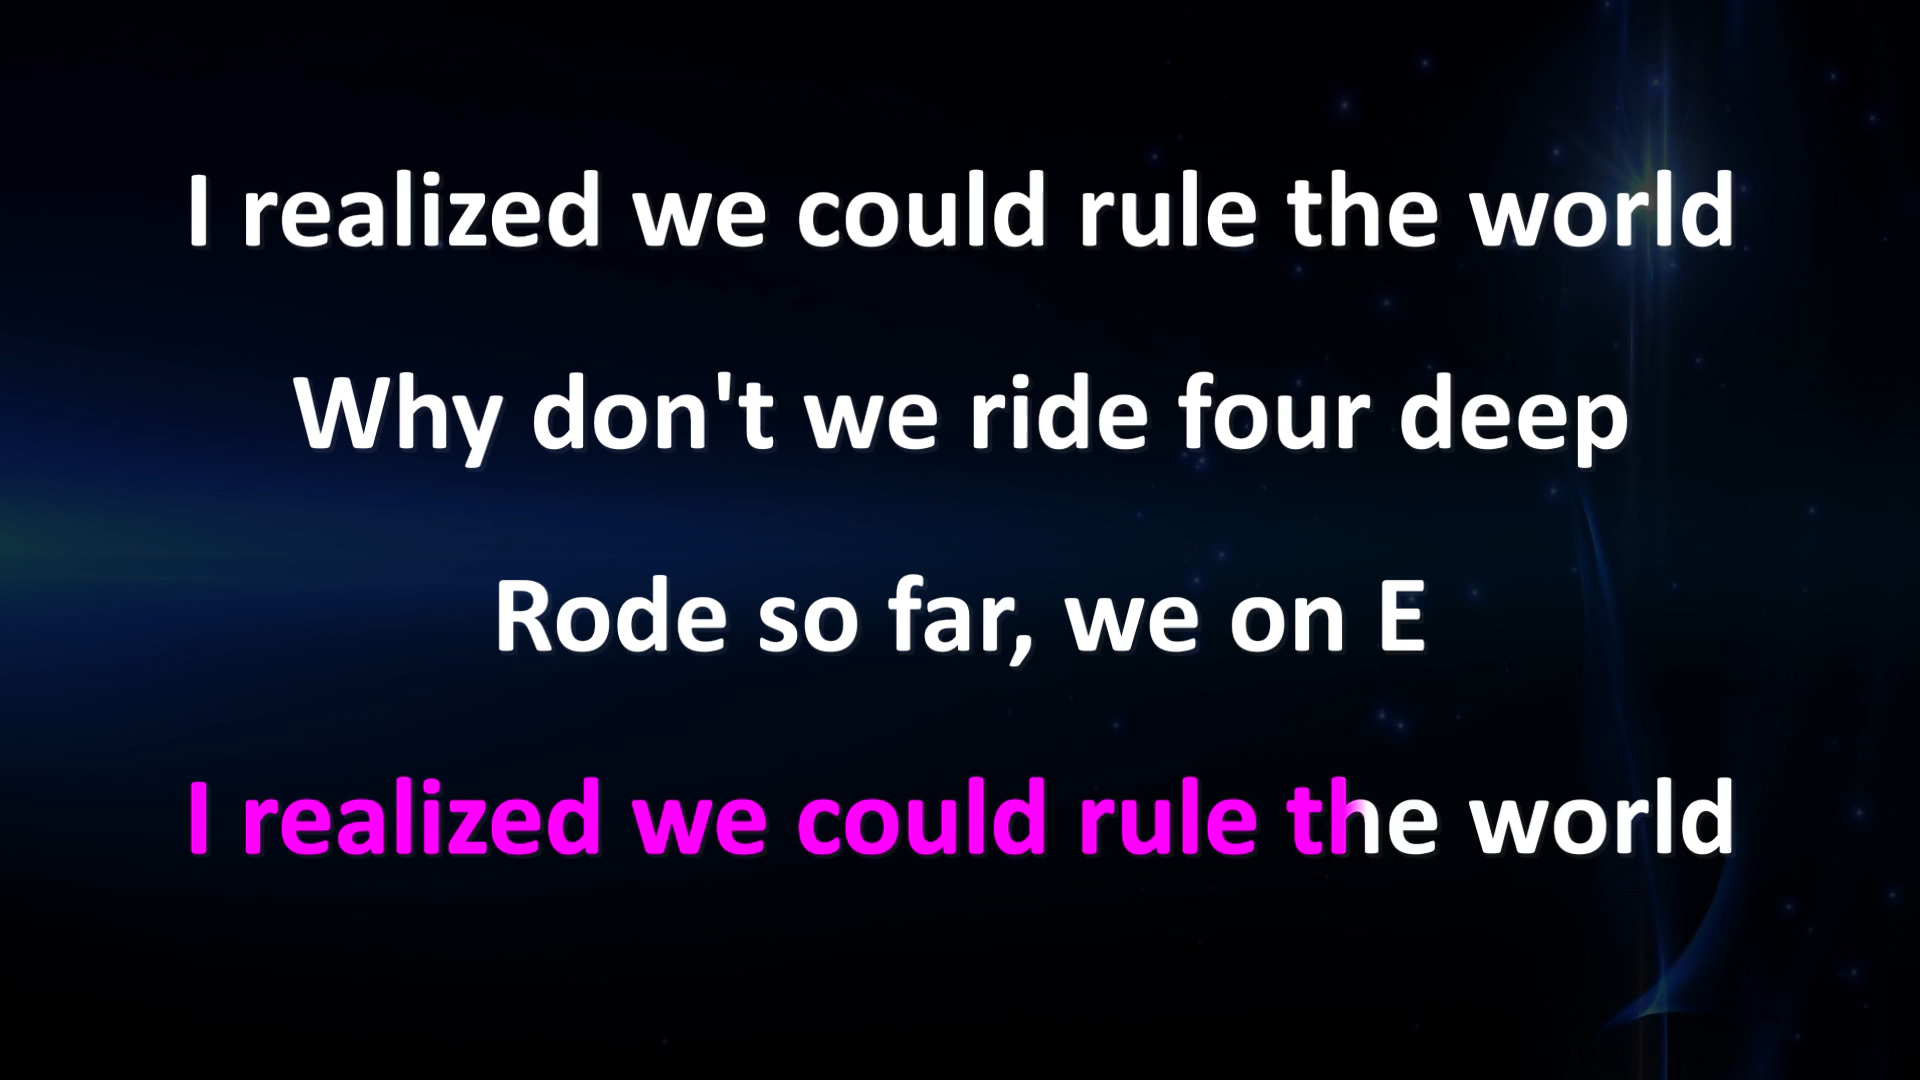 I realized we could rule the world
Why don't we ride four deep
Rode so far, we on E
I realized we could rule the world